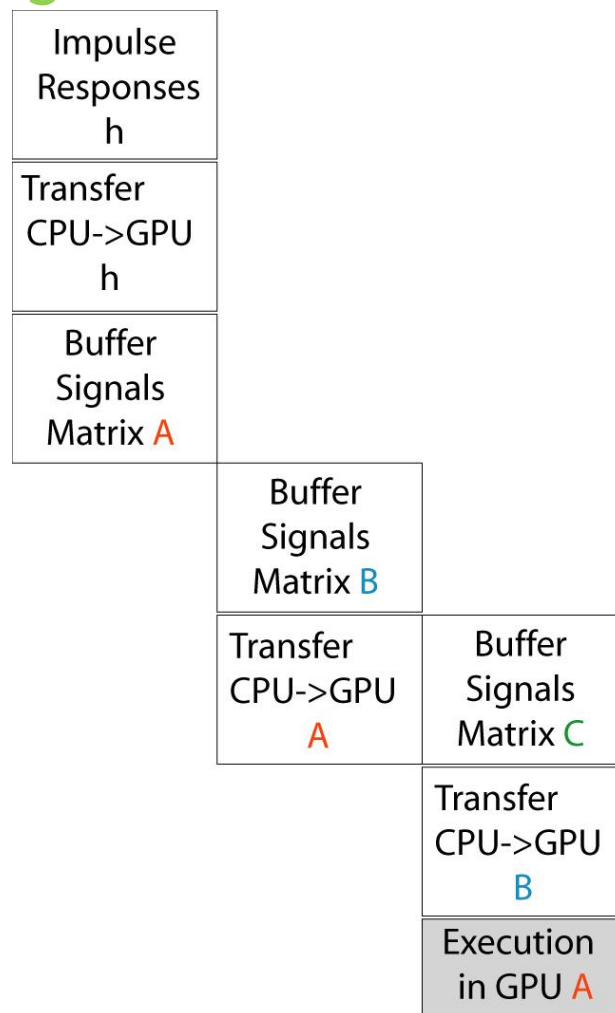 Impulse
Responses
h
Transfer
CPU->GPU
h
Buffer
Signals
Matrix A
Buffer
Signals
Matrix B
Transfer
CPU->GPU
A
Buffer
Signals
Matrix C
Transfer
CPU->GPU
B
Execution
in GPU A